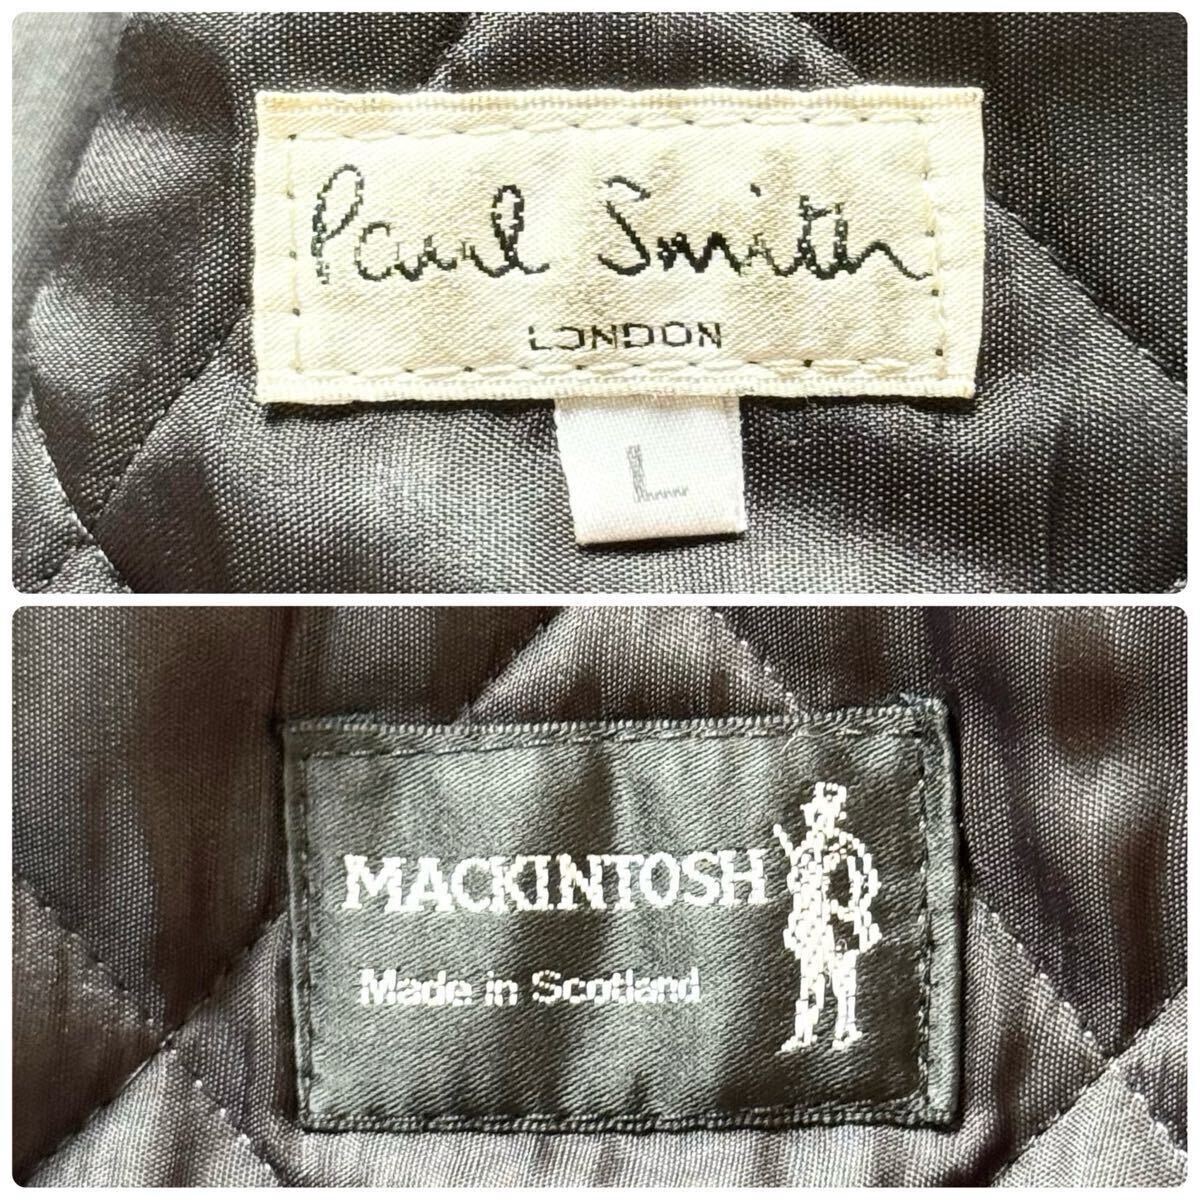 Paul Smith
LONDON
L
MACKINTOSH
Made in Scotland